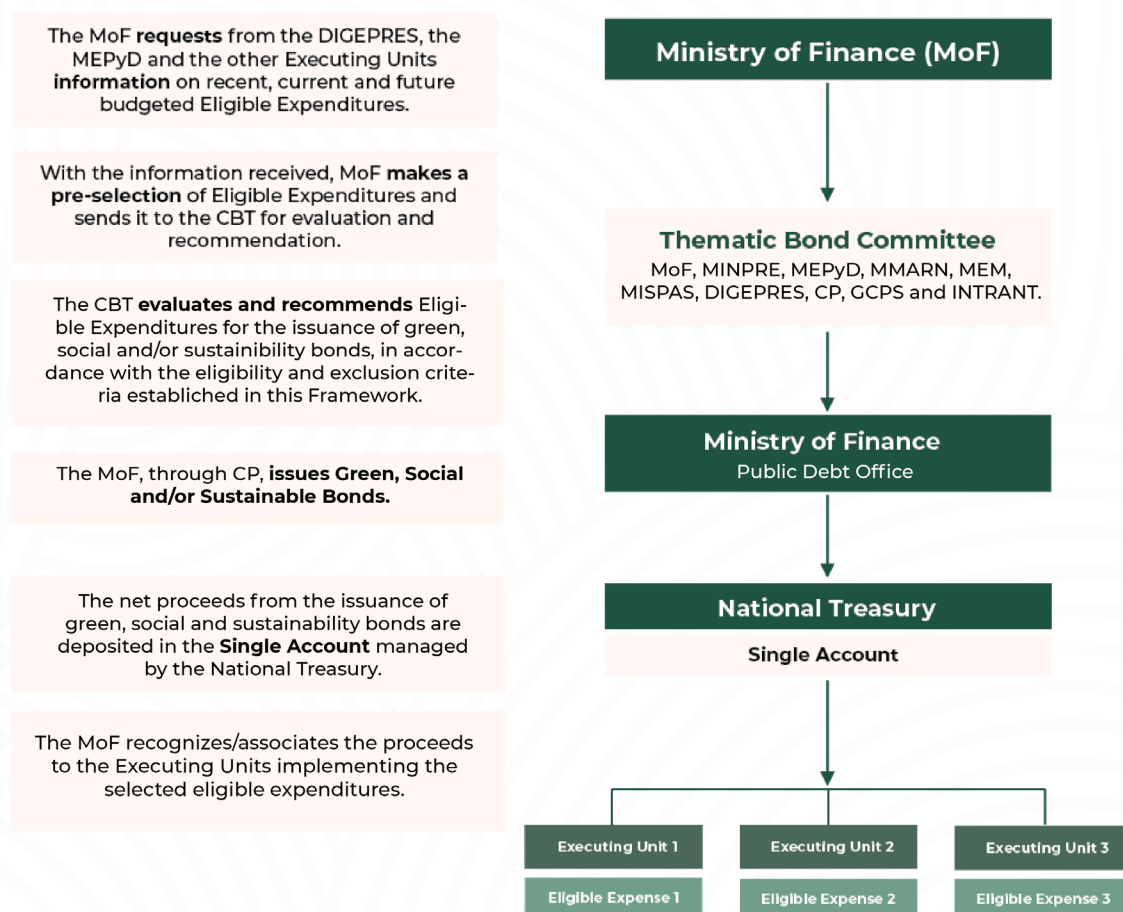 The MoF requests from the DIGEPRES, the
MEPyD and the other Executing Units
information on recent, current and future
budgeted Eligible Expenditures.
With the information received, MoF makes a
pre-selection of Eligible Expenditures and
sends it to the CBT for evaluation and
recommendation.
The CBT evaluates and recommends Eligi-
ble Expenditures for the issuance of green,
social and/or sustainibility bonds, in accor-
dance with the eligibility and exclusion crite-
ria establiched in this Framework.
The MoF, through CP, issues Green, Social
and/or Sustainable Bonds.
The net proceeds from the issuance of
green, social and sustainability bonds are
deposited in the Single Account managed
by the National Treasury.
The MoF recognizes/associates the proceeds
to the Executing Units implementing the
selected eligible expenditures.
Ministry of Finance (MoF)
Thematic Bond Committee
MoF, MINPRE, MEPyD, MMARN, MEM,
MISPAS, DIGEPRES, CP, GCPS and INTRANT.
Ministry of Finance
Public Debt Office
National Treasury
Single Account
Executing Unit 1
Executing Unit 2
Executing Unit 3
Eligible Expense 1
Eligible Expense 2
Eligible Expense 3